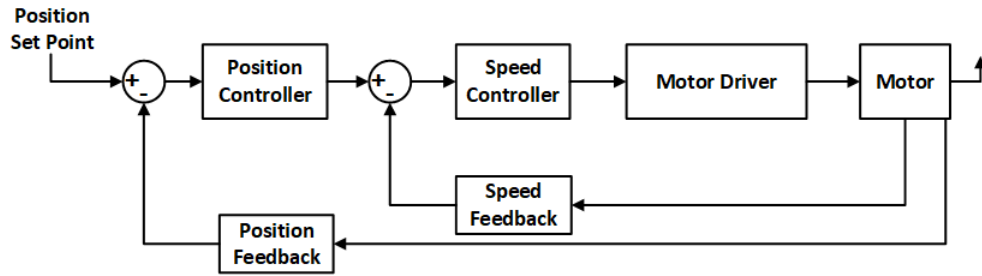 Position
Set Point
+
-
Position
Controller
+
-
Speed
Controller
Motor Driver
Motor
Speed
Feedback
Position
Feedback